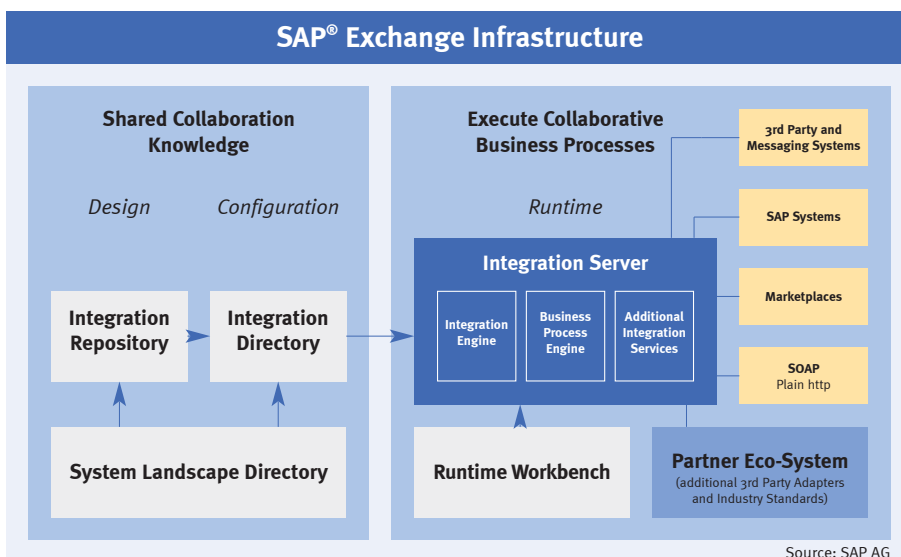 SAP® Exchange Infrastructure
Shared Collaboration
Knowledge
Design
Configuration
Integration
Repository
Integration
Directory
System Landscape Directory
Execute Collaborative
Business Processes
Runtime
Integration Server
Integration
Engine
Business
Process
Engine
Additional
Integration
Services
Runtime Workbench
3rd Party and
Messaging Systems
SAP Systems
Marketplaces
SOAP
Plain http
Partner Eco-System
(additional 3rd Party Adapters
and Industry Standards)
Source: SAP AG